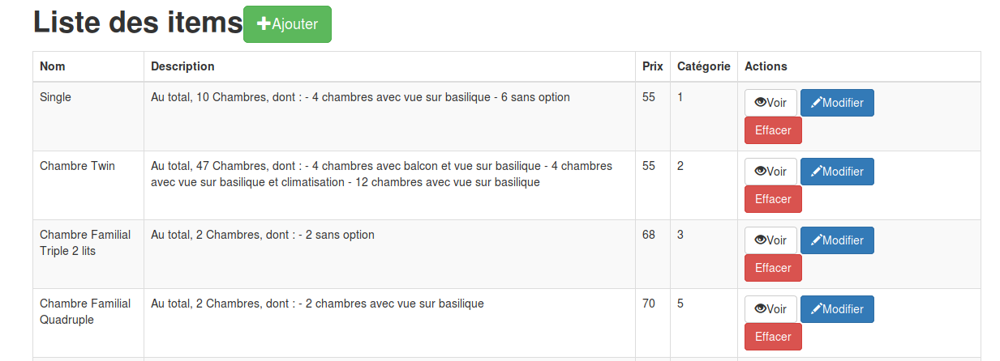 Liste des items
Ajouter
Nom Description Prix Catégorie Actions
Single Au total, 10 Chambres, dont : - 4 chambres avec vue sur basilique - 6 sans option 55 1 Voir Modifier
Effacer
Chambre Twin Au total, 47 Chambres, dont : - 4 chambres avec balcon et vue sur basilique - 4 chambres 55 2 Voir Modifier
avec vue sur basilique et climatisation - 12 chambres avec vue sur basilique
Effacer
Chambre Familial Au total, 2 Chambres, dont : - 2 sans option 68 3 Voir Modifier
Triple 2 lits
Effacer
Chambre Familial Au total, 2 Chambres, dont : - 2 chambres avec vue sur basilique 70 5 Voir Modifier
Quadruple
Effacer